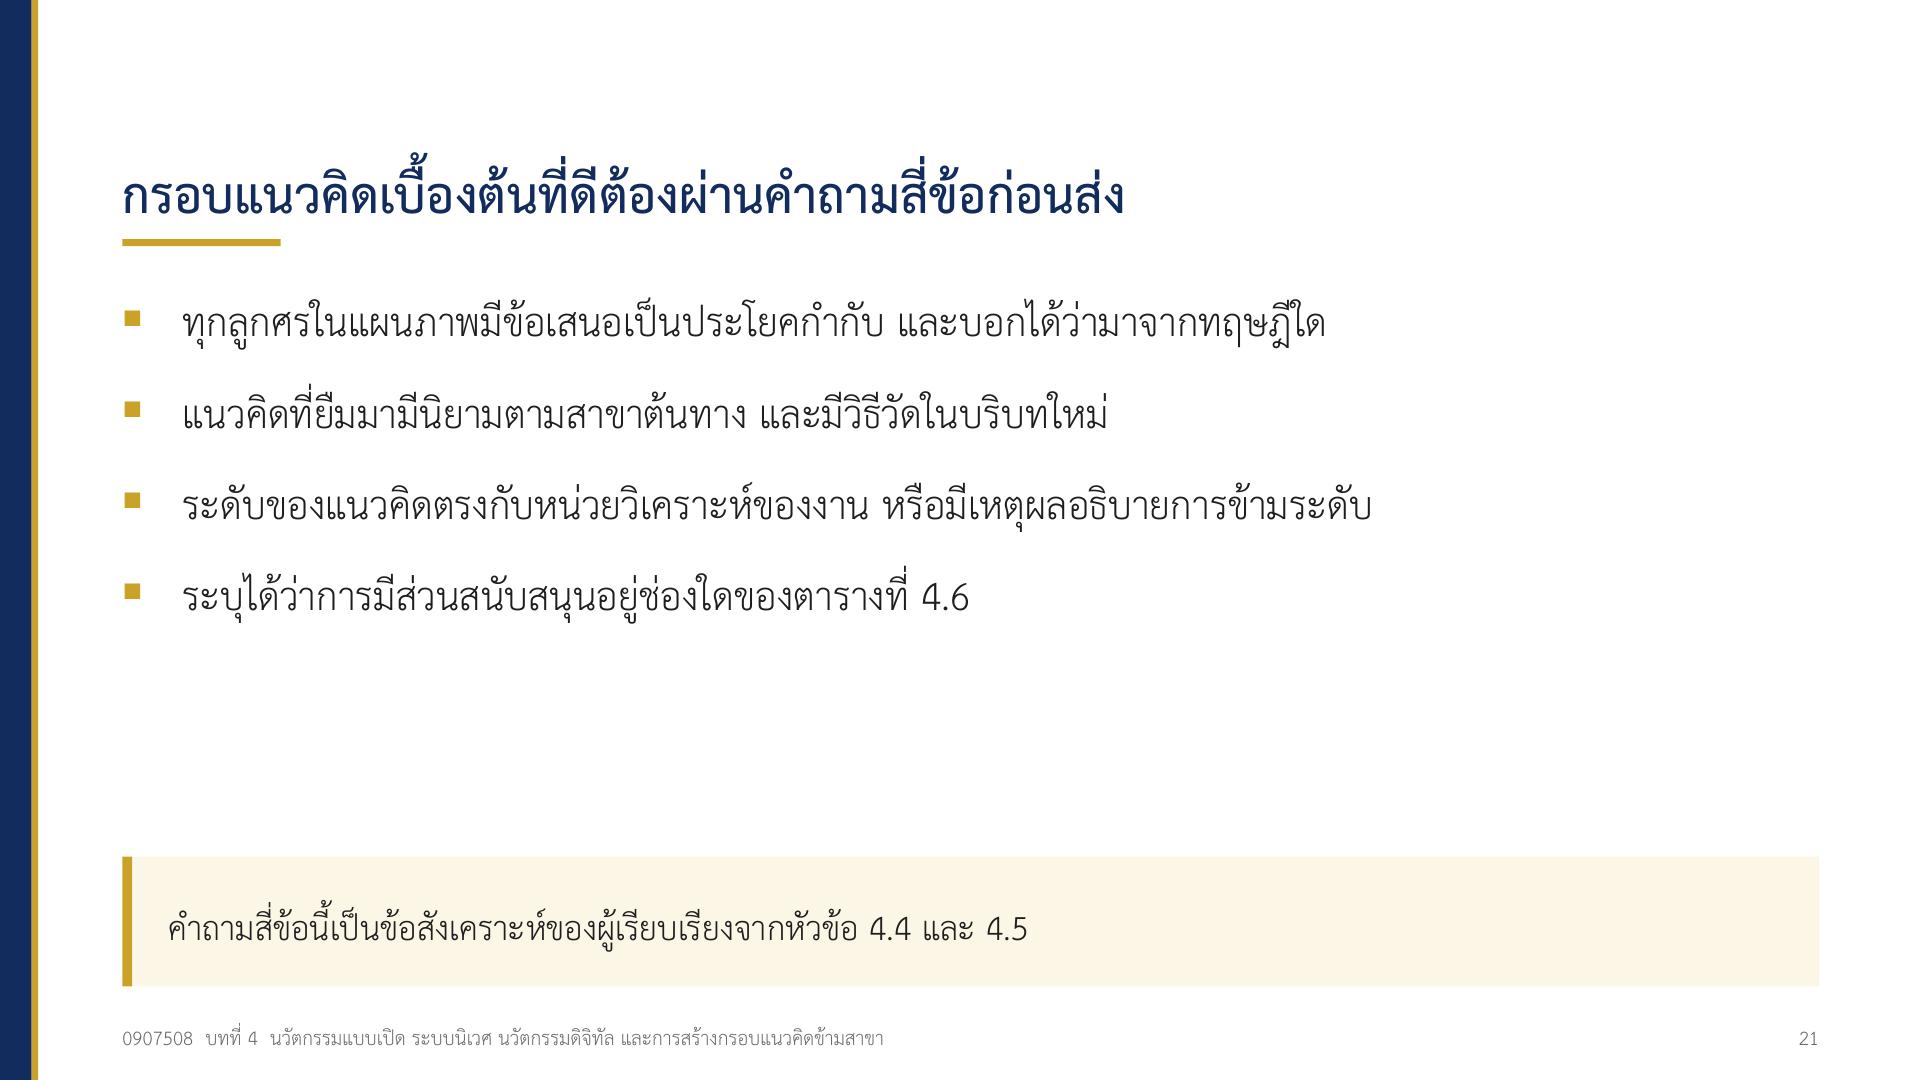 กรอบแนวคิดเบื้องต้นที่ดีต้องผ่านคำถามสี่ข้อก่อนส่ง
ทุกลูกศรในแผนภาพมีข้อเสนอเป็นประโยคกำกับ และบอกได้ว่ามาจากทฤษฎีใด
แนวคิดที่ยืมมามีนิยามตามสาขาต้นทาง และมีวิธีวัดในบริบทใหม่
ระดับของแนวคิดตรงกับหน่วยวิเคราะห์ของงาน หรือมีเหตุผลอธิบายการข้ามระดับ
ระบุได้ว่าการมีส่วนสนับสนุนอยู่ช่องใดของตารางที่ 4.6
คำถามสี่ข้อนี้เป็นข้อสังเคราะห์ของผู้เรียบเรียงจากหัวข้อ 4.4 และ 4.5
0907508 บทที่ 4 นวัตกรรมแบบเปิด ระบบนิเวศ นวัตกรรมดิจิทัล และการสร้างกรอบแนวคิดข้ามสาขา
21